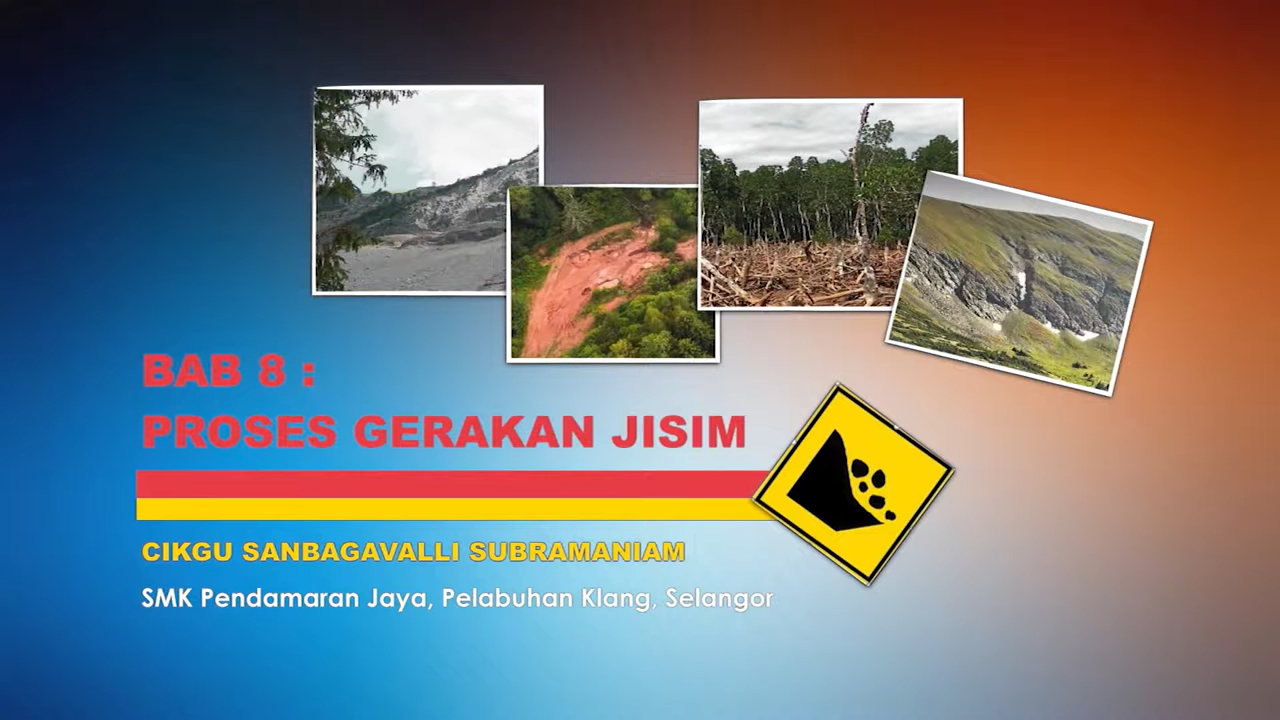 BAB 8 :
PROSES GERAKAN JISIM
CIKGU SANBAGAVALLI SUBRAMANIAM
SMK Pendamaran Jaya, Pelabuhan Klang, Selangor